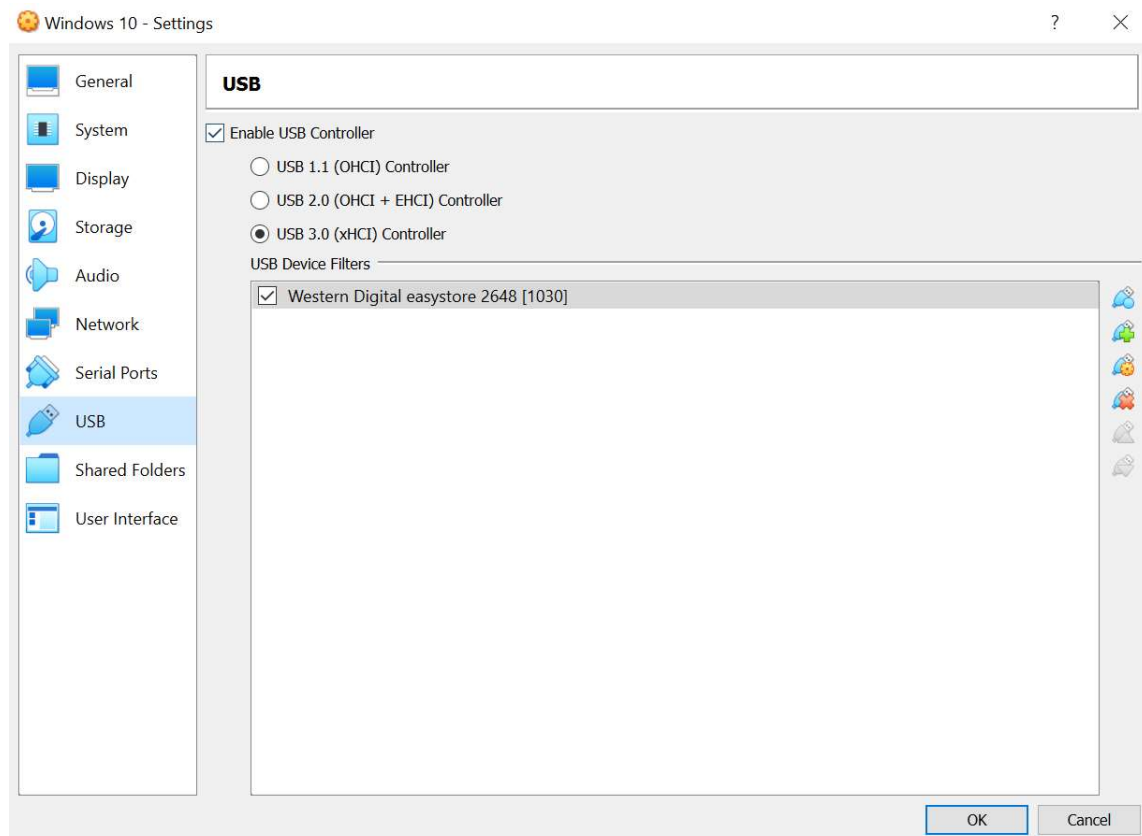 Windows 10 - Settings
?
General
System
Display
Storage
Audio
Network
Serial Ports
USB
Shared Folders
User Interface
USB
Enable USB Controller
USB 1.1 (OHCI) Controller
USB 2.0 (OHCI + EHCI) Controller
USB 3.0 (xHCI) Controller
USB Device Filters
Western Digital easystore 2648 [1030]
OK
Cancel